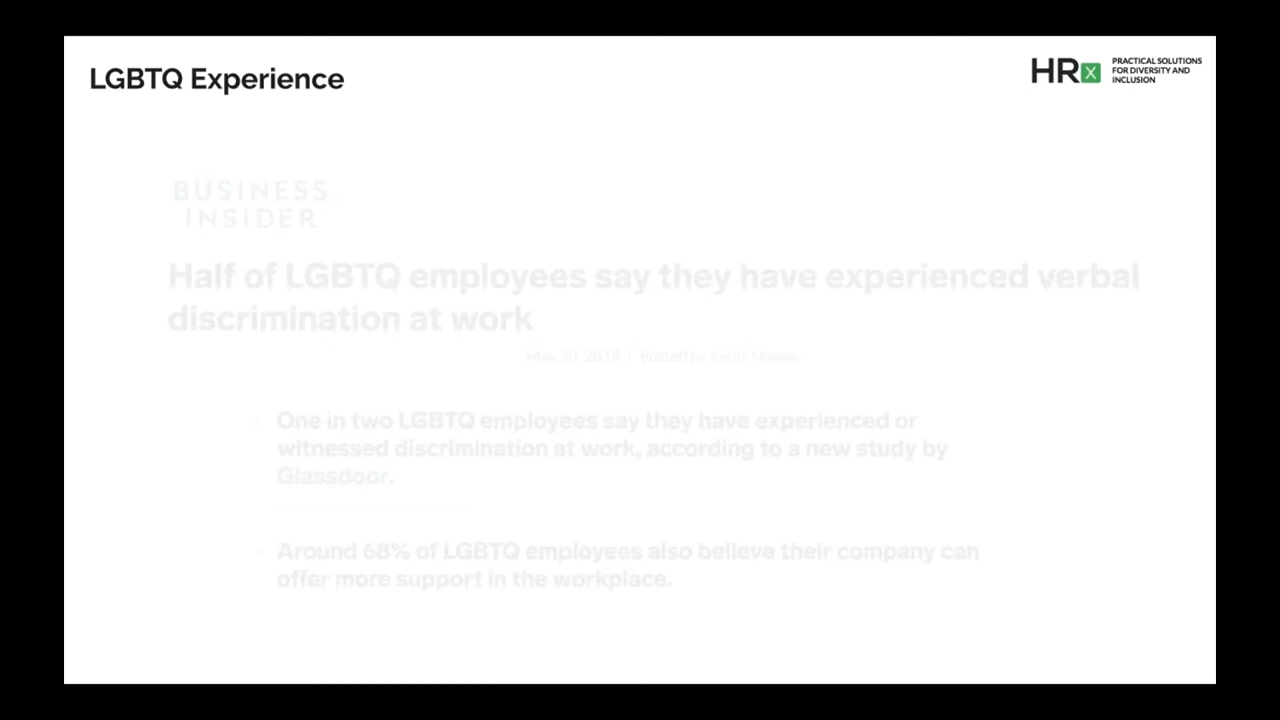 LGBTQ Experience
HRx
PRACTICAL SOLUTIONS
FOR DIVERSITY AND
INCLUSION
BUSINESS
INSIDER
Half of LGBTQ employees say they have experienced verbal
discrimination at work
May 30, 2019 | Posted by
One in two LGBTQ employees say they have experienced or
witnessed discrimination at work, according to a new study by
Glassdoor.
Around 68% of LGBTQ employees also believe their company can
offer more support in the workplace.